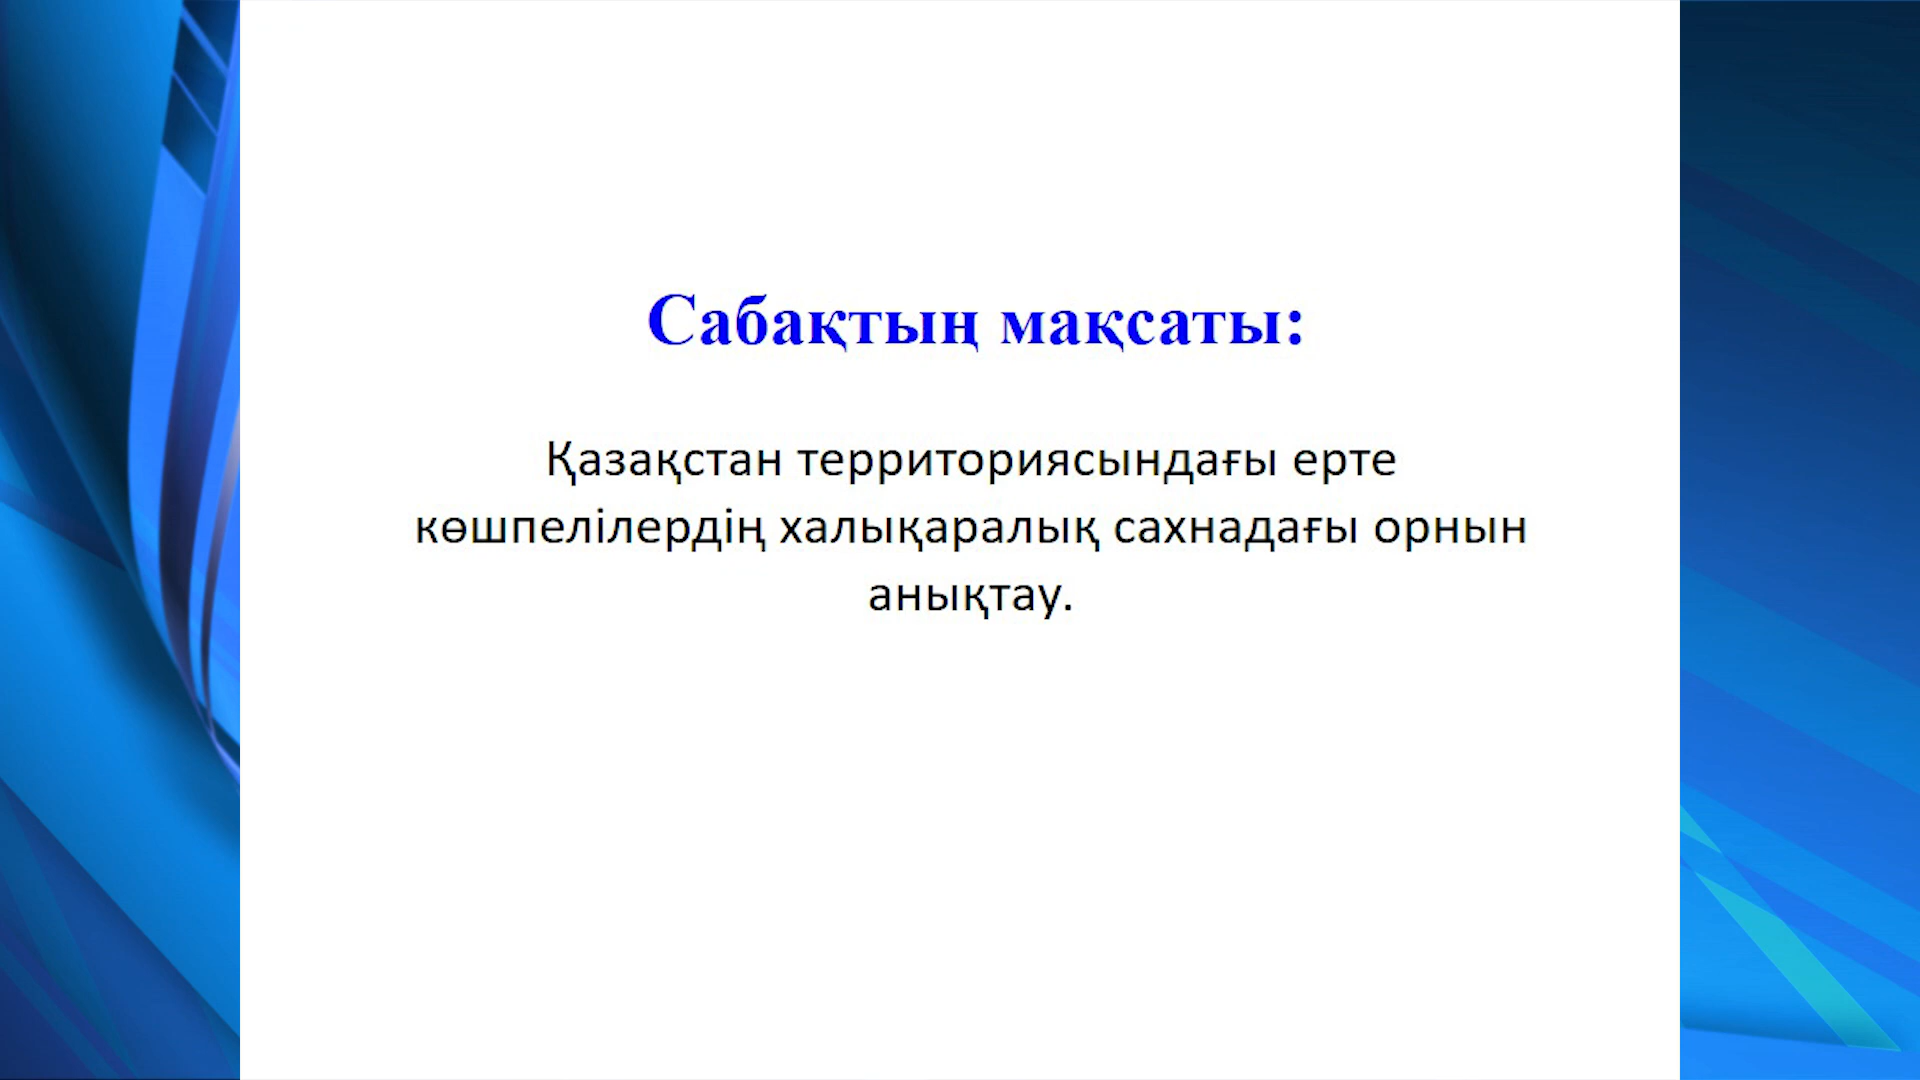 Сабақтың мақсаты:
Қазақстан территориясындағы ерте
көшпелілердің халықаралық сахнадағы орнын
анықтау.